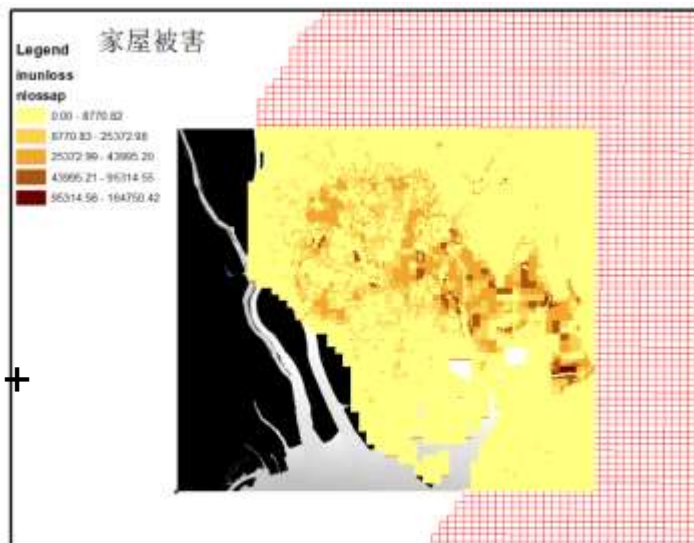 家屋被害
Legend
inunloss
nlossap
0.00 - 8770.82
8770.83 - 25372.98
25372.99 - 43995.20
43995.21 - 95314.55
95314.56 - 164750.42